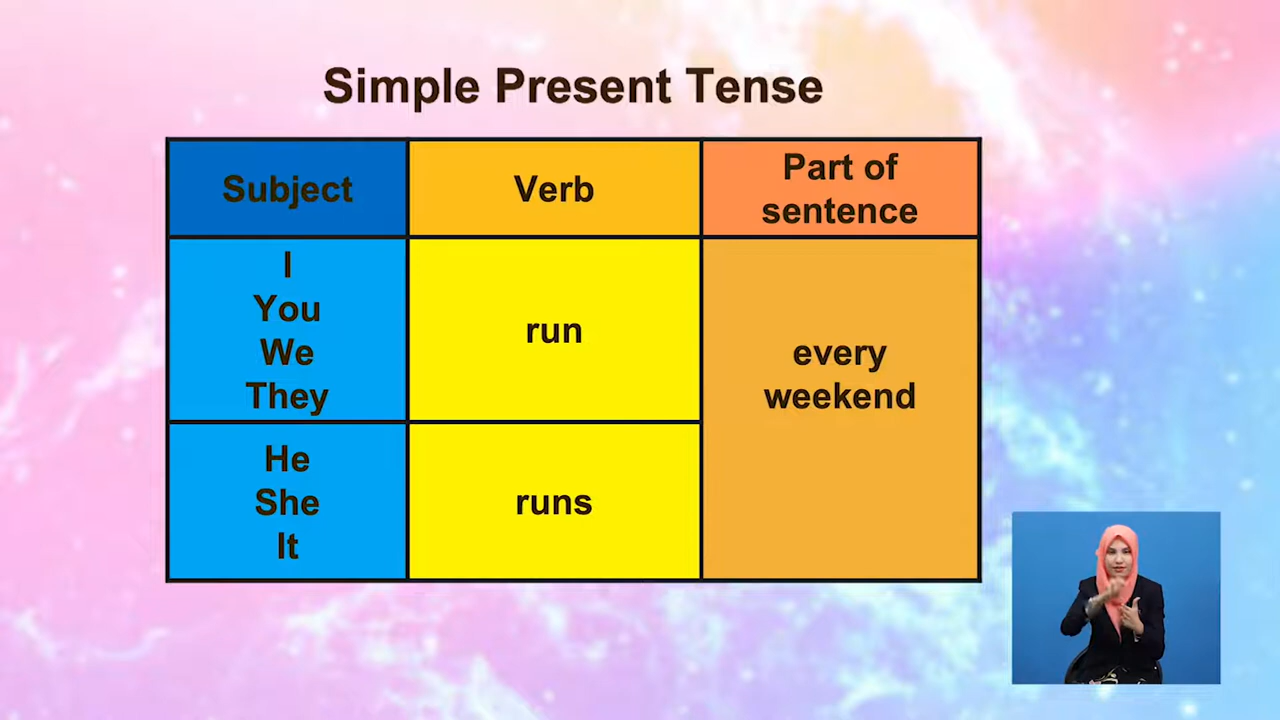 Simple Present Tense
Subject
Verb
Part of
sentence
I
You
We
They
run
every
weekend
He
She
It
runs